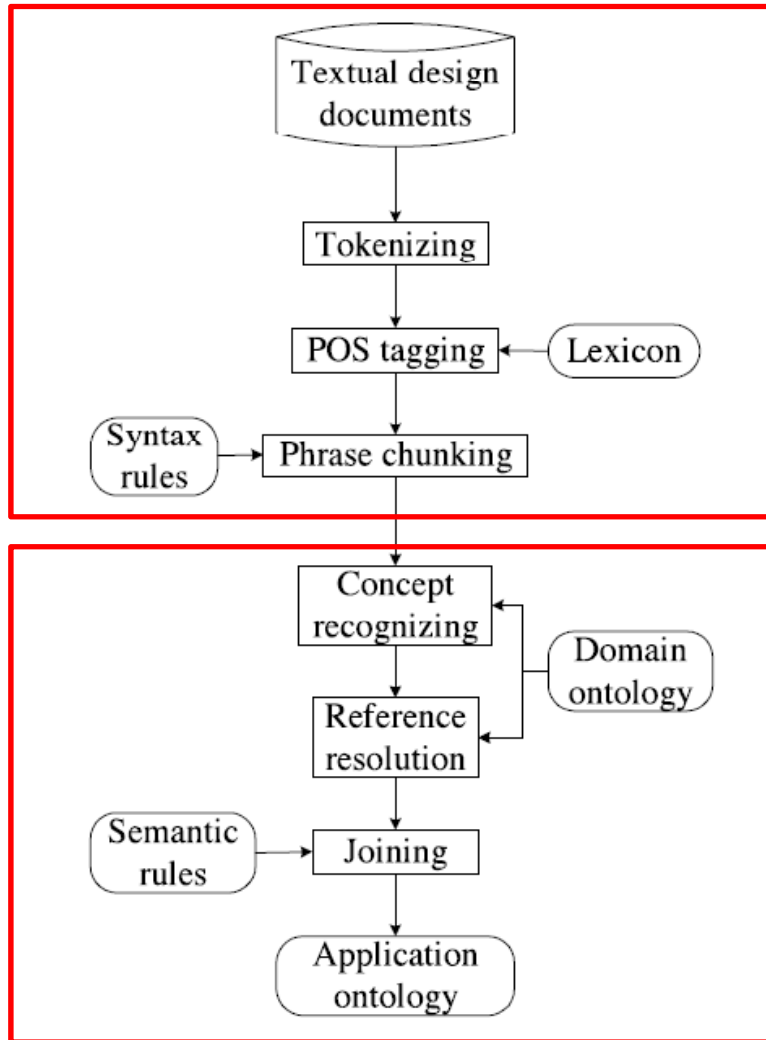 Textual design
documents
Tokenizing
POS tagging
Lexicon
Syntax
rules
Phrase chunking
Concept
recognizing
Domain
ontology
Reference
resolution
Semantic
rules
Joining
Application
ontology